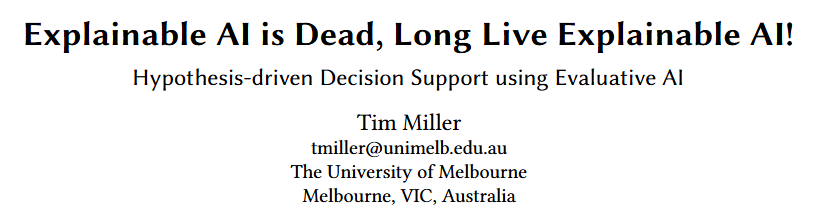 Explainable AI is Dead, Long Live Explainable AI!
Hypothesis-driven Decision Support using Evaluative AI
Tim Miller
tmiller@unimelb.edu.au
The University of Melbourne
Melbourne, VIC, Australia